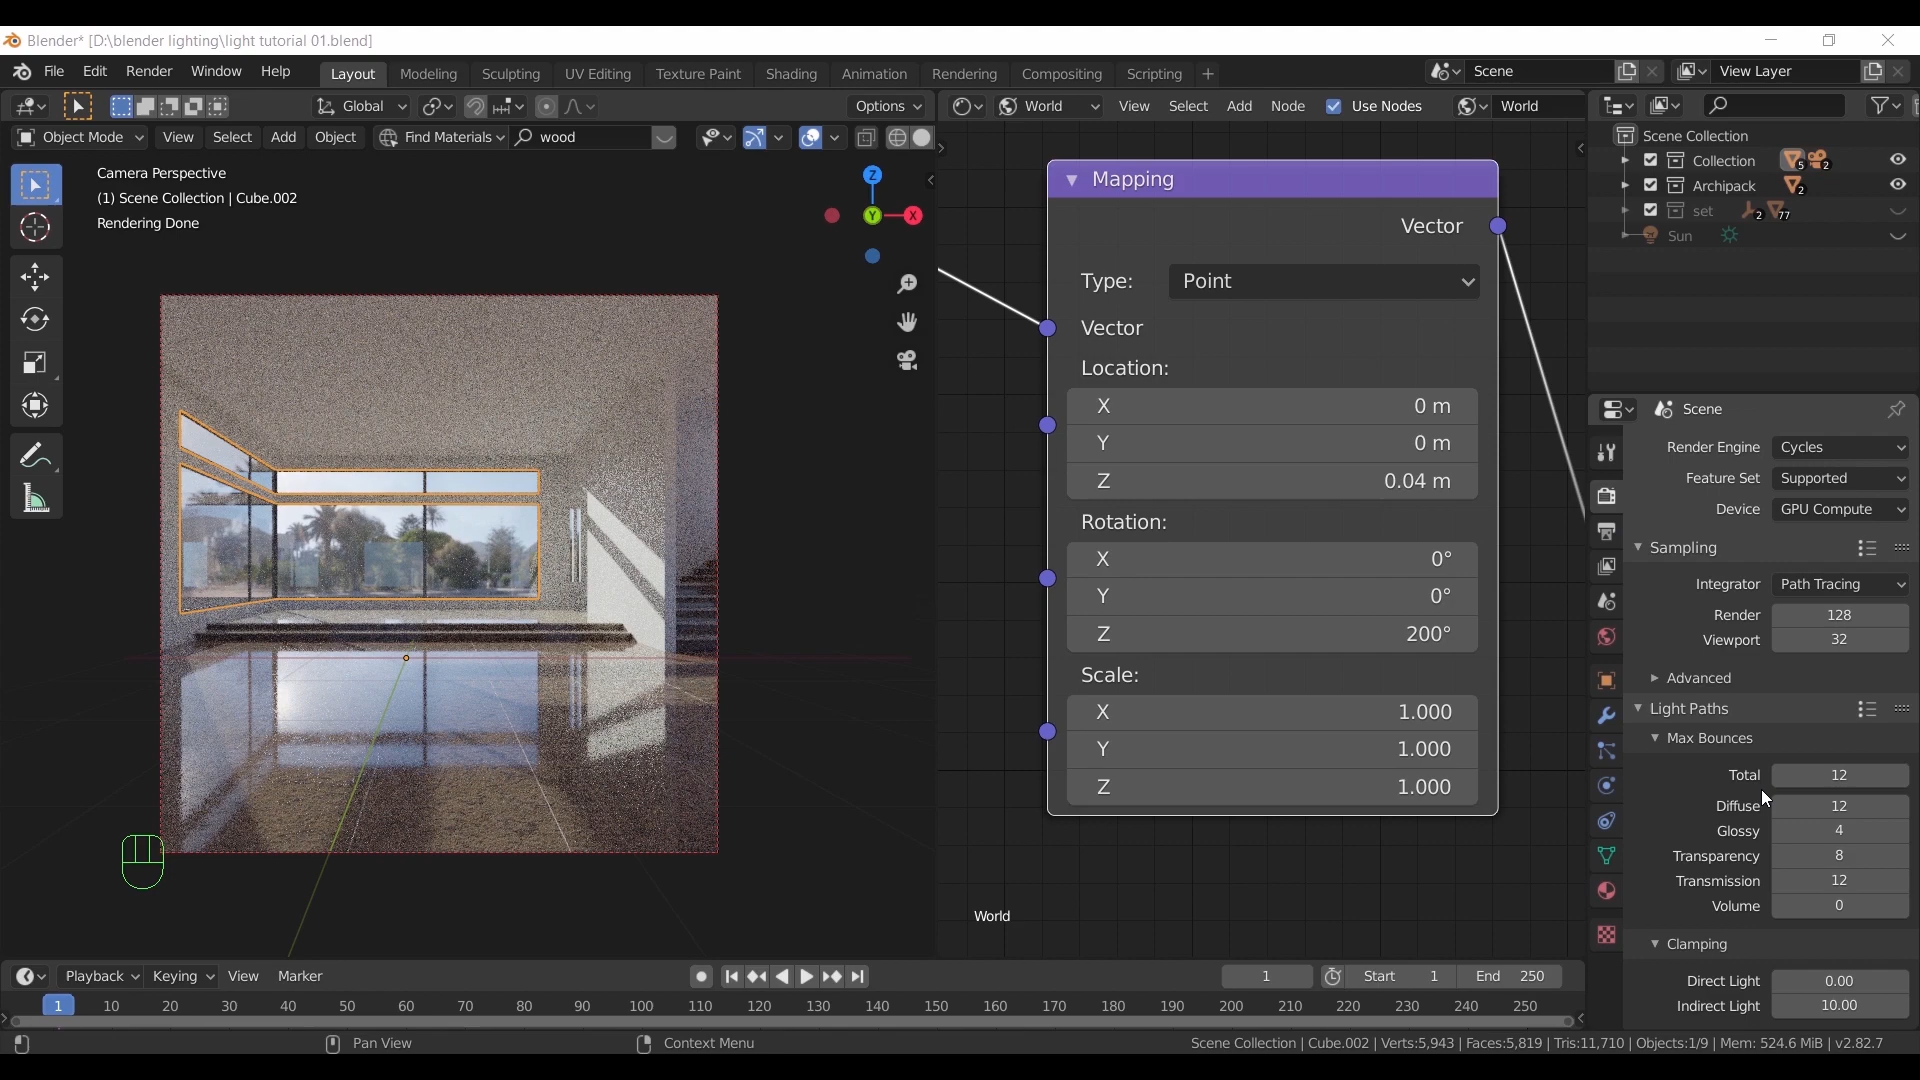 Blender* [D:\blender lighting\light tutorial 01.blend]
File Edit Render Window Help
Layout Modeling Sculpting UV Editing Texture Paint Shading Animation Rendering Compositing Scripting +
Scene
View Layer
Global
Options
World
View Select Add Node Use Nodes
World
Object Mode View Select Add Object Find Materials wood
Camera Perspective
(1) Scene Collection | Cube.002
Rendering Done
Z
Y
X
Mapping
Vector
Type: Point
Vector
Location:
X 0 m
Y 0 m
Z 0.04 m
Rotation:
X 0°
Y 0°
Z 200°
Scale:
X 1.000
Y 1.000
Z 1.000
World
Scene Collection
Collection 5 2
Archipack 2
set 2 77
Sun
Scene
Render Engine Cycles
Feature Set Supported
Device GPU Compute
Sampling
Integrator Path Tracing
Render 128
Viewport 32
Advanced
Light Paths
Max Bounces
Total 12
Diffuse 12
Glossy 4
Transparency 8
Transmission 12
Volume 0
Clamping
Direct Light 0.00
Indirect Light 10.00
Playback Keying View Marker
1
Start 1
End 250
1 10 20 30 40 50 60 70 80 90 100 110 120 130 140 150 160 170 180 190 200 210 220 230 240 250
Pan View
Context Menu
Scene Collection | Cube.002 | Verts:5,943 | Faces:5,819 | Tris:11,710 | Objects:1/9 | Mem: 524.6 MiB | v2.82.7